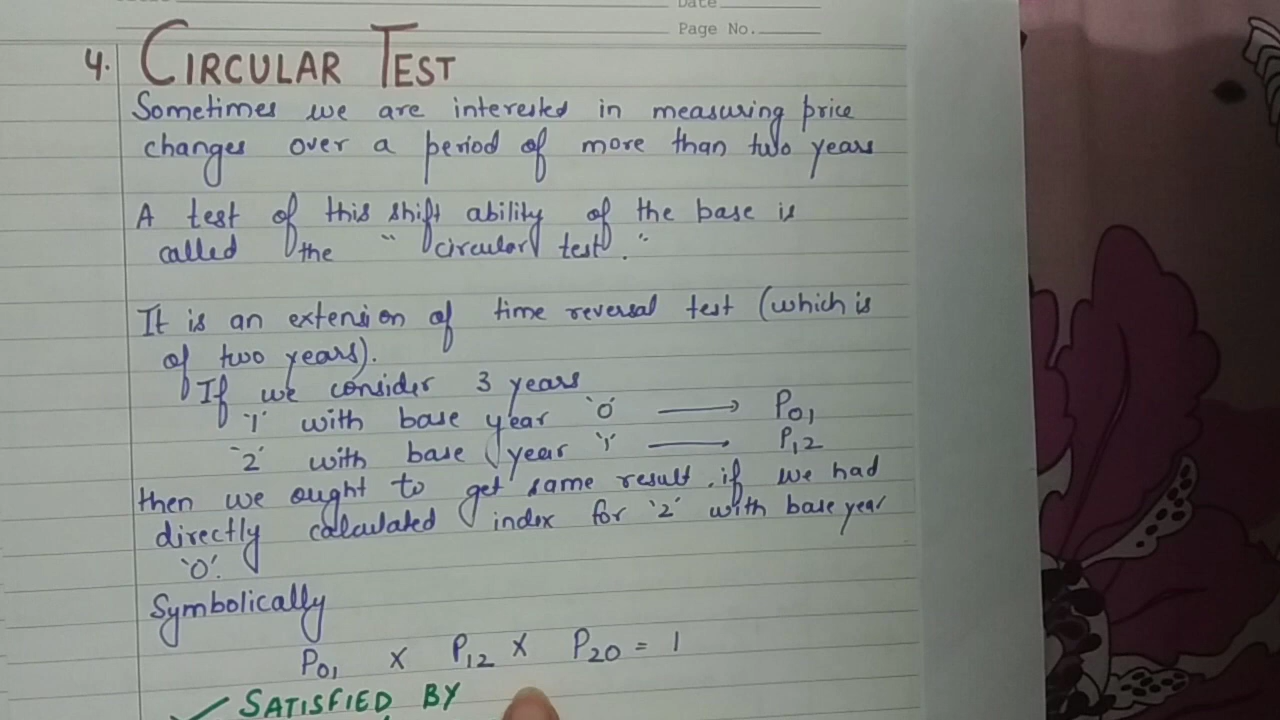 Date
Page No.
4. CIRCULAR TEST
Sometimes we are interested in measuring price
changes over a period of more than two years
A test of this shift ability of the base is
called the "circular test."
It is an extension of time reversal test (which is
of two years).
If we consider 3 years
'1' with base year '0' → P01
'2' with base year '1' → P12
then we ought to get same result. if we had
directly calculated index for '2' with base year
'0'.
Symbolically
P01 x P12 x P20 = 1
✓ SATISFIED BY